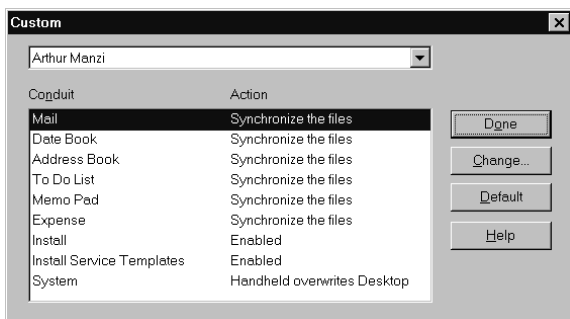 Custom
Arthur Manzi
Conduit Action
Mail Synchronize the files
Date Book Synchronize the files
Address Book Synchronize the files
To Do List Synchronize the files
Memo Pad Synchronize the files
Expense Synchronize the files
Install Enabled
Install Service Templates Enabled
System Handheld overwrites Desktop
Done
Change...
Default
Help